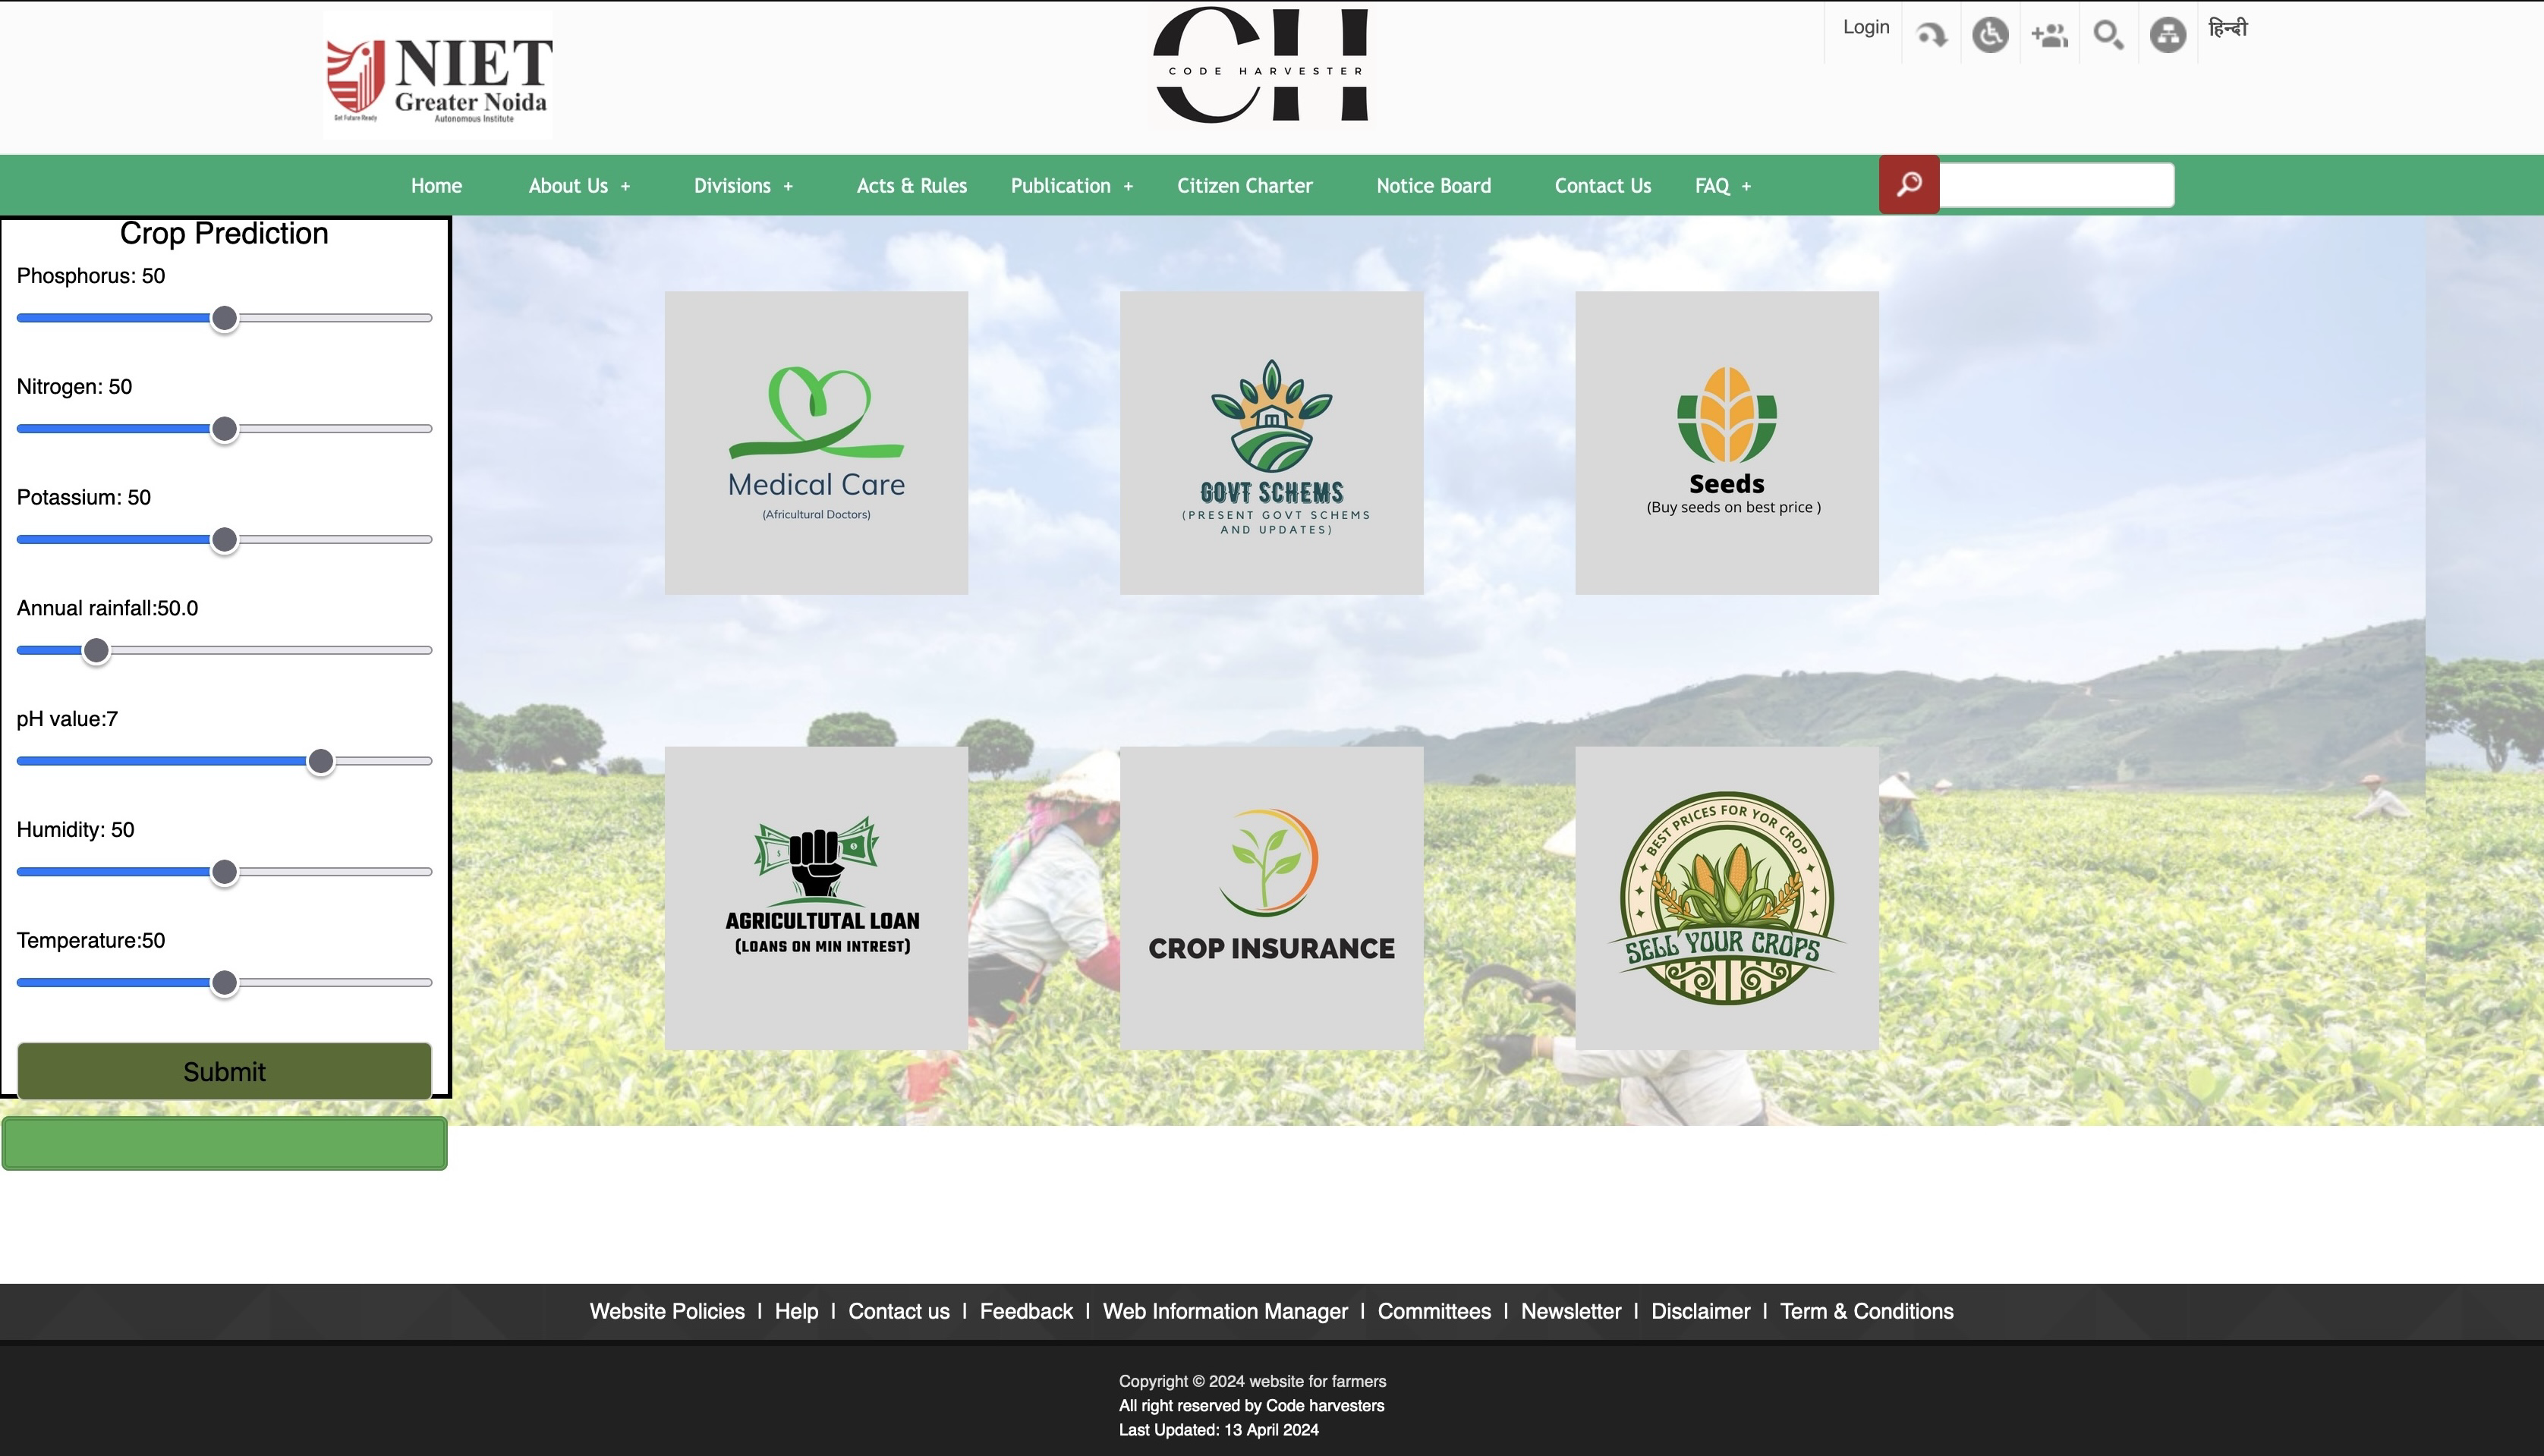 NIET
Greater Noida
Get Future Ready
Autonomous Institute
CH
CODE HARVESTER
Login
हिन्दी
Home
About Us +
Divisions +
Acts & Rules
Publication +
Citizen Charter
Notice Board
Contact Us
FAQ +
Crop Prediction
Phosphorus: 50
Nitrogen: 50
Potassium: 50
Annual rainfall:50.0
pH value:7
Humidity: 50
Temperature:50
Submit
Medical Care
(Africultural Doctors)
GOVT SCHEMS
(PRESENT GOVT SCHEMS
AND UPDATES)
Seeds
(Buy seeds on best price )
AGRICULTUTAL LOAN
(LOANS ON MIN INTREST)
CROP INSURANCE
BEST PRICES FOR YOR CROP
SELL YOUR CROPS
Website Policies | Help | Contact us | Feedback | Web Information Manager | Committees | Newsletter | Disclaimer | Term & Conditions
Copyright © 2024 website for farmers
All right reserved by Code harvesters
Last Updated: 13 April 2024